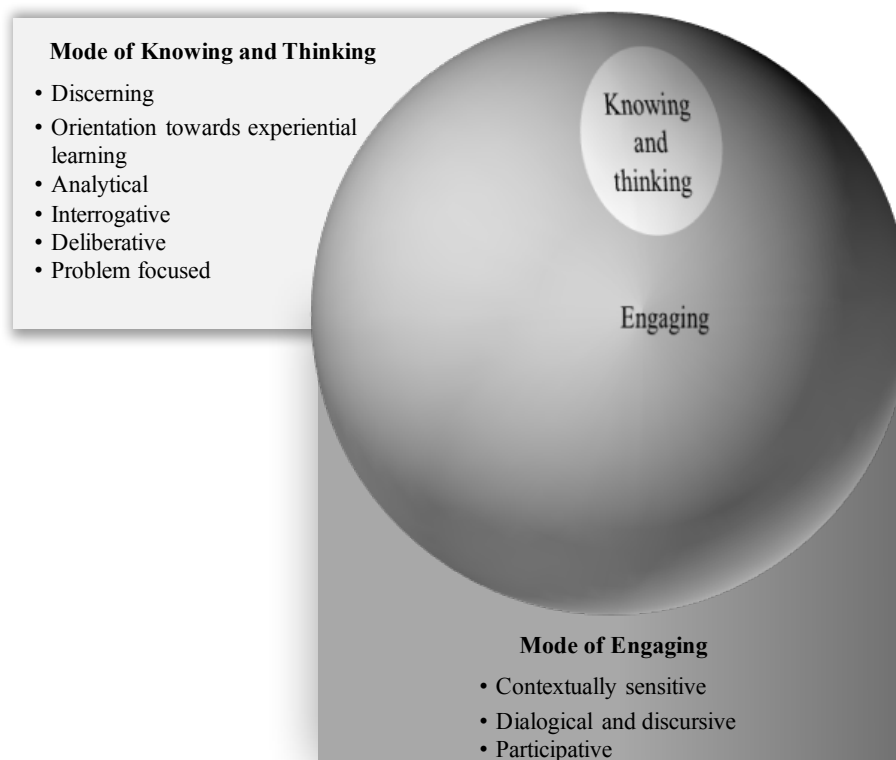 Mode of Knowing and Thinking
• Discerning
• Orientation towards experiential
learning
• Analytical
• Interrogative
• Deliberative
• Problem focused
Knowing
and
thinking
Engaging
Mode of Engaging
• Contextually sensitive
• Dialogical and discursive
• Participative